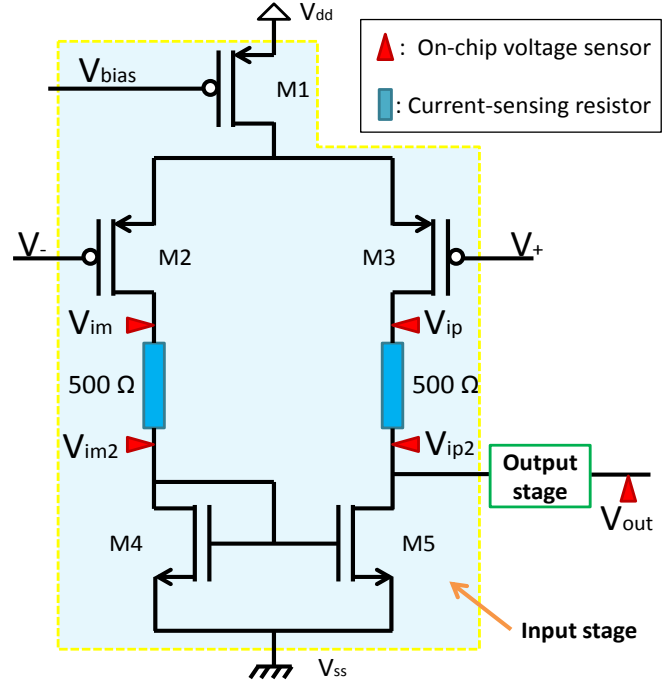 Vdd
: On-chip voltage sensor
: Current-sensing resistor
Vbias
M1
V-
M2
M3
V+
Vim
Vip
500 Ω
500 Ω
Vim2
Vip2
Output
stage
Vout
M4
M5
Input stage
Vss